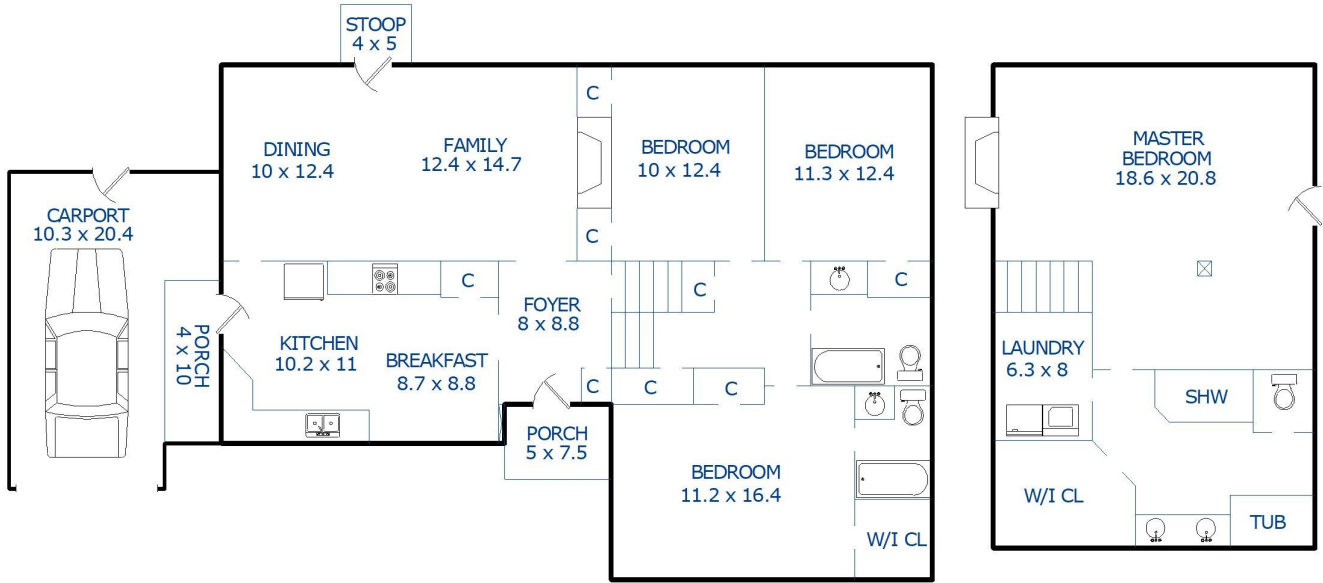 STOOP
4 x 5
DINING
10 x 12.4
FAMILY
12.4 x 14.7
C
C
BEDROOM
10 x 12.4
BEDROOM
11.3 x 12.4
CARPORT
10.3 x 20.4
PORCH
4 x 10
KITCHEN
10.2 x 11
BREAKFAST
8.7 x 8.8
C
FOYER
8 x 8.8
C
C
C
C
C
PORCH
5 x 7.5
BEDROOM
11.2 x 16.4
W/I CL
MASTER
BEDROOM
18.6 x 20.8
LAUNDRY
6.3 x 8
SHW
W/I CL
TUB